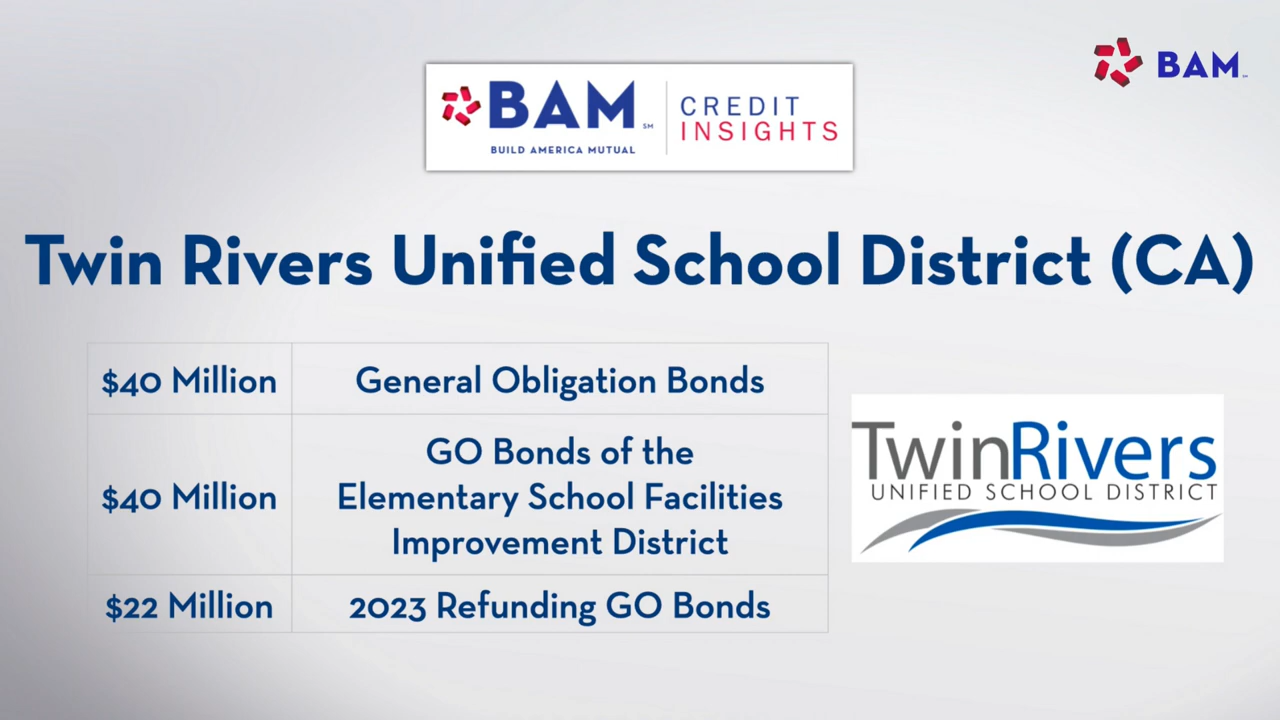 BAM
BAM SM
BUILD AMERICA MUTUAL
CREDIT
INSIGHTS
Twin Rivers Unified School District (CA)
$40 Million General Obligation Bonds
GO Bonds of the
$40 Million Elementary School Facilities
Improvement District
$22 Million 2023 Refunding GO Bonds
TwinRivers
UNIFIED SCHOOL DISTRICT